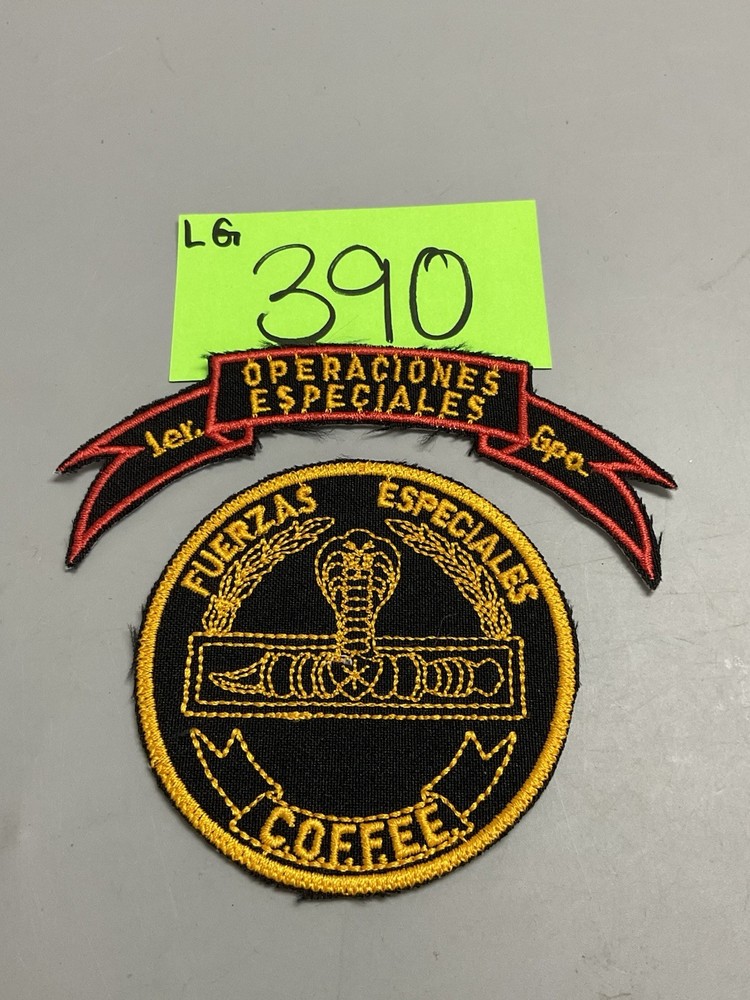 LG
390
OPERACIONES
ESPECIALES
1er. Gpo.
FUERZAS ESPECIALES
C.O.F.F.E.E.